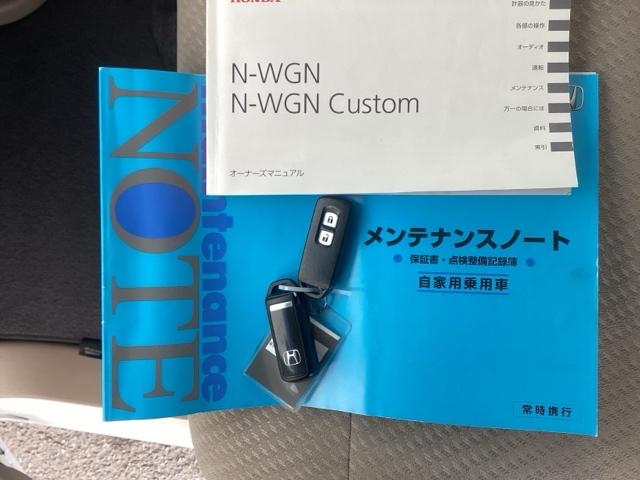 HONDA
計器の見かた
各部の操作
オーディオ
運転
メンテナンス
万一の場合には
資料
索引
N-WGN
N-WGN Custom
オーナーズマニュアル
maintenance
NOTE
メンテナンスノート
保証書・点検整備記録簿
自家用乗用車
常時携行